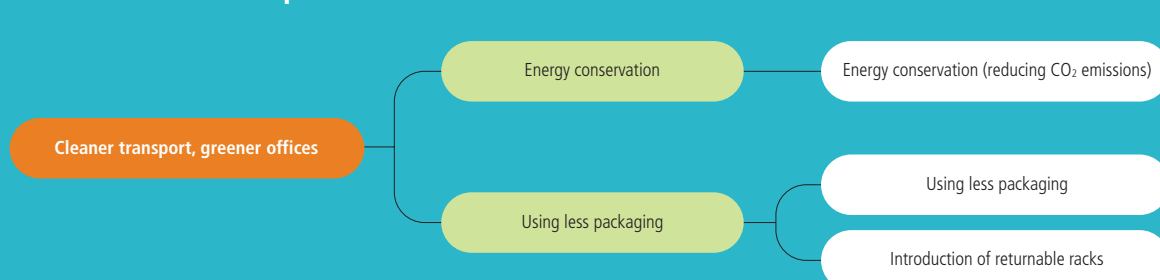 Cleaner transport, greener offices
Energy conservation
Energy conservation (reducing CO₂ emissions)
Using less packaging
Using less packaging
Introduction of returnable racks